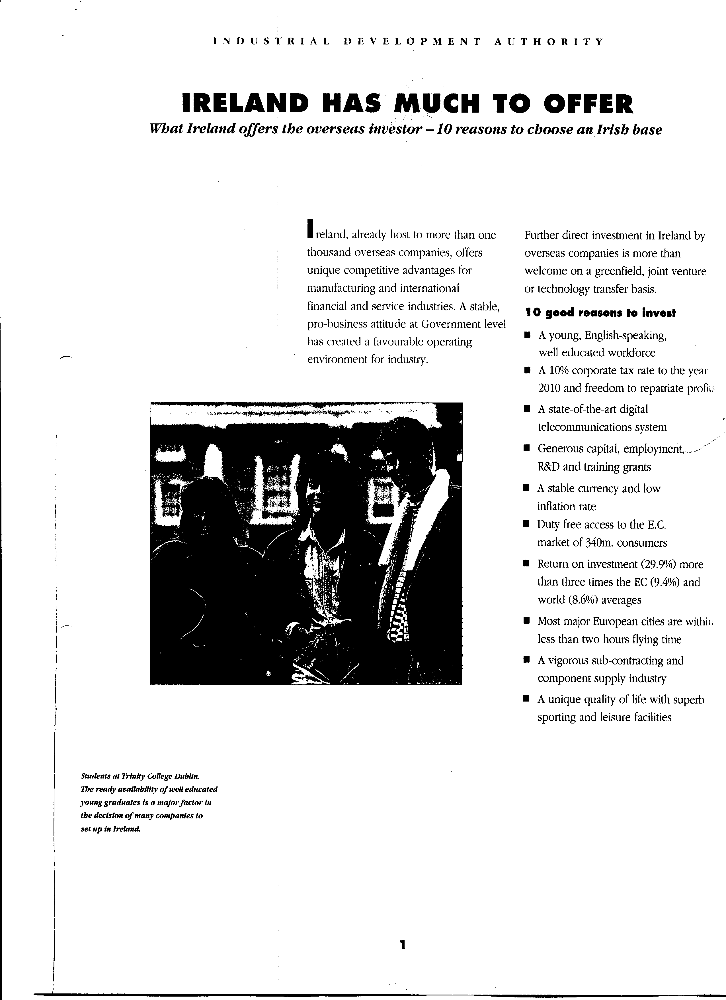 INDUSTRIAL DEVELOPMENT AUTHORITY
IRELAND HAS MUCH TO OFFER
What Ireland offers the overseas investor – 10 reasons to choose an Irish base
Ireland, already host to more than one
thousand overseas companies, offers
unique competitive advantages for
manufacturing and international
financial and service industries. A stable,
pro-business attitude at Government level
has created a favourable operating
environment for industry.
Further direct investment in Ireland by
overseas companies is more than
welcome on a greenfield, joint venture
or technology transfer basis.
10 good reasons to invest
■ A young, English-speaking,
well educated workforce
■ A 10% corporate tax rate to the year
2010 and freedom to repatriate profits
■ A state-of-the-art digital
telecommunications system
■ Generous capital, employment,
R&D and training grants
■ A stable currency and low
inflation rate
■ Duty free access to the E.C.
market of 340m. consumers
■ Return on investment (29.9%) more
than three times the EC (9.4%) and
world (8.6%) averages
■ Most major European cities are within
less than two hours flying time
■ A vigorous sub-contracting and
component supply industry
■ A unique quality of life with superb
sporting and leisure facilities
Students at Trinity College Dublin.
The ready availability of well educated
young graduates is a major factor in
the decision of many companies to
set up in Ireland.
1